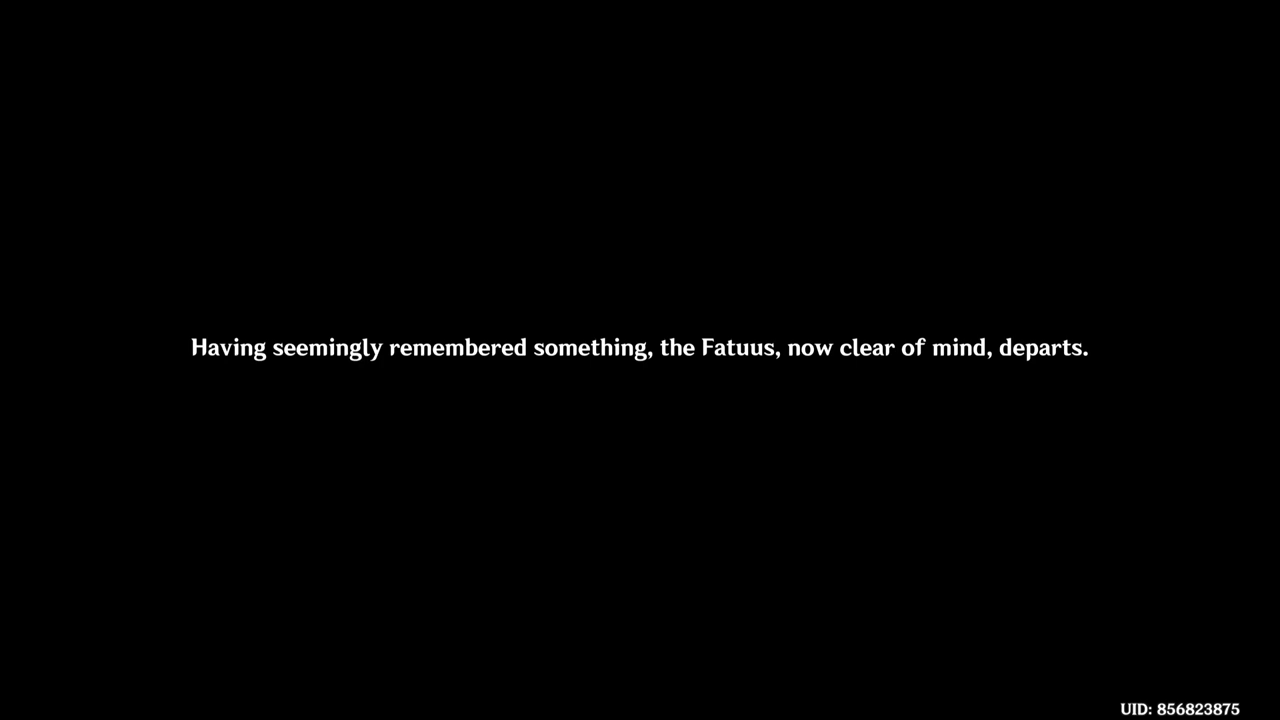 Having seemingly remembered something, the Fatuus, now clear of mind, departs.
UID: 856823875